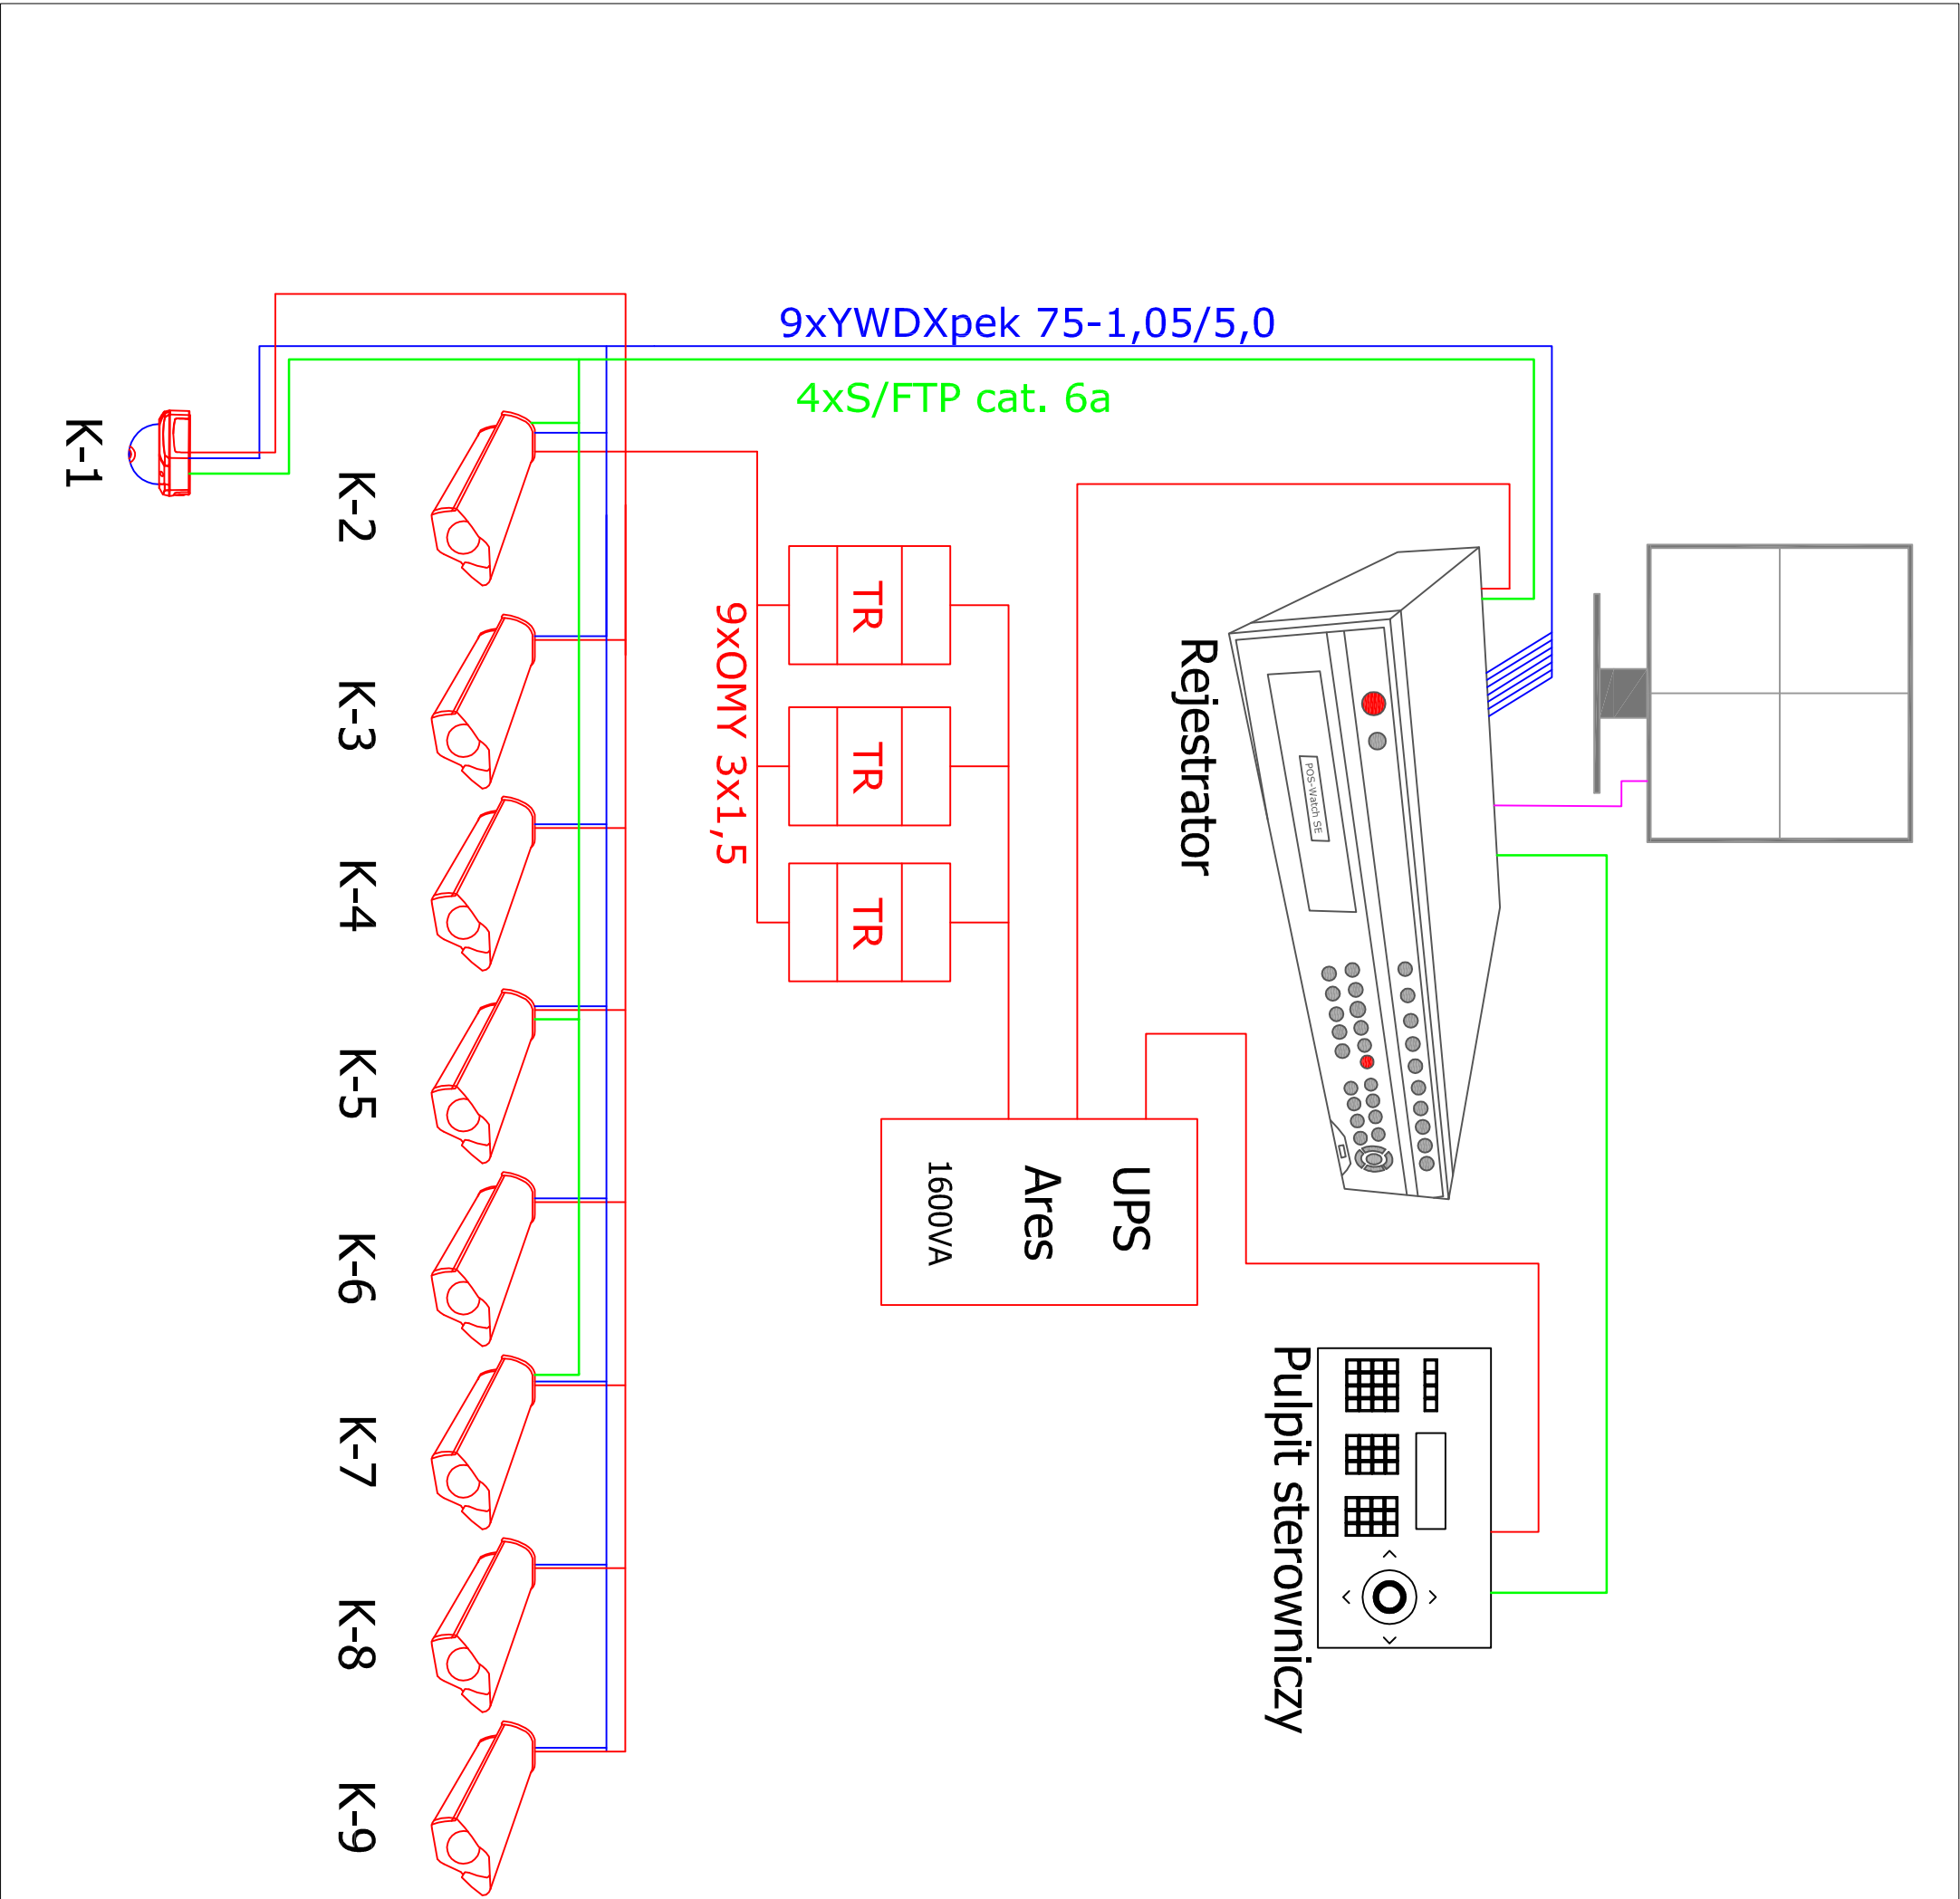 9xYWDXpek 75-1,05/5,0
4xS/FTP cat. 6a
K-1
K-2
K-3
K-4
K-5
K-6
K-7
K-8
K-9
9xOMY 3x1,5
TR
TR
TR
Rejestrator
POS-Watch SE
UPS
Ares
1600VA
Pulpit sterowniczy